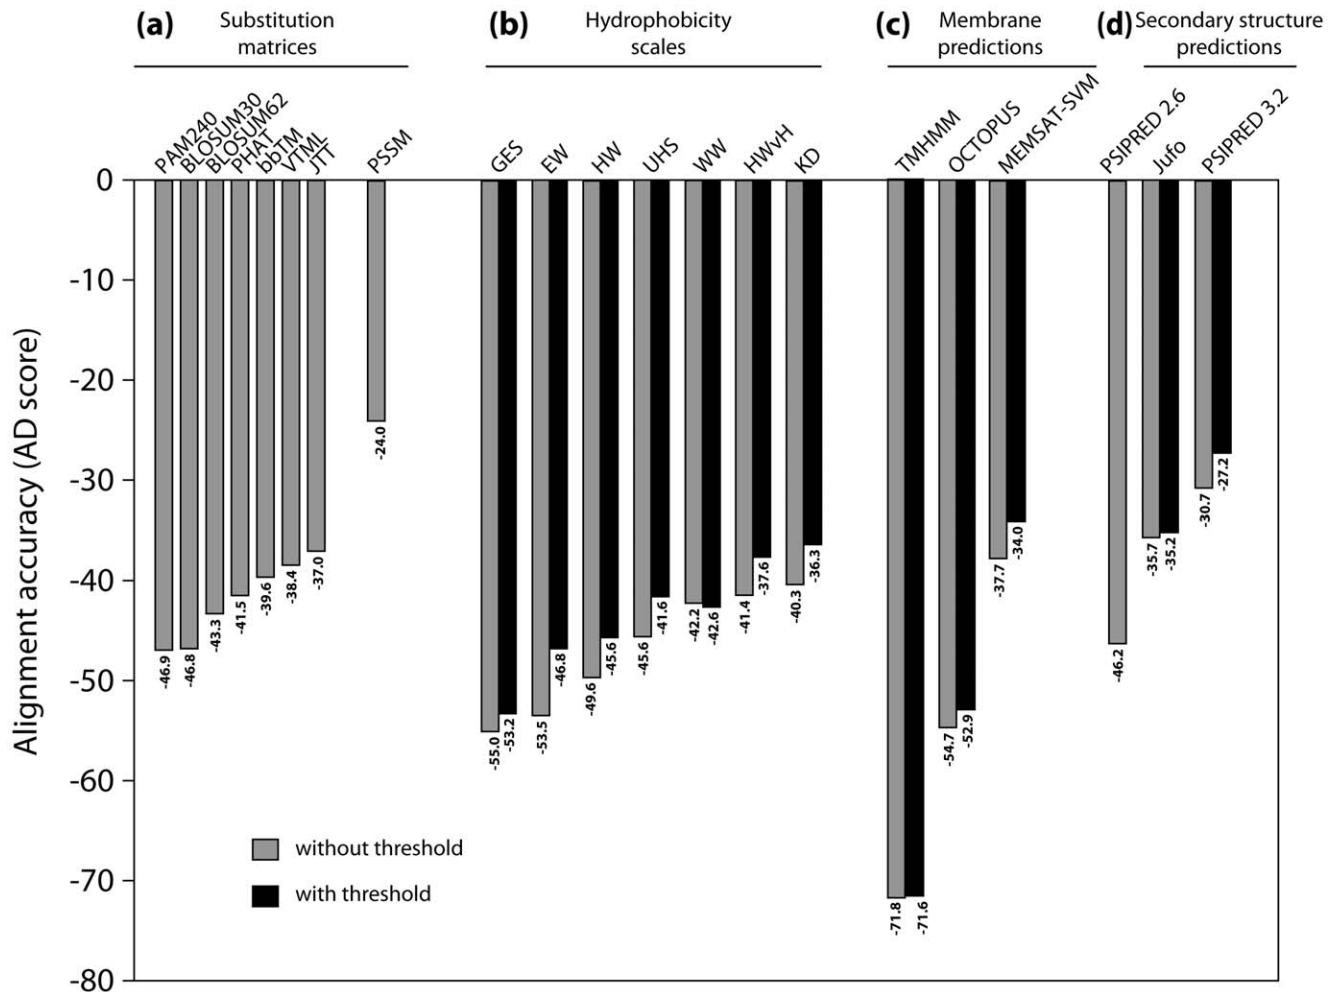 (a) Substitution
matrices
(b) Hydrophobicity
scales
(c) Membrane
predictions
(d) Secondary structure
predictions
PAM240
BLOSUM30
BLOSUM62
PHAT
bbTM
VTML
JTT
PSSM
GES
EW
HW
UHS
WW
HWvH
KD
TMHMM
OCTOPUS
MEMSAT-SVM
PSIPRED 2.6
Jufo
PSIPRED 3.2
Alignment accuracy (AD score)
0
-10
-20
-30
-40
-50
-60
-70
-80
-46.9
-46.8
-43.3
-41.5
-39.6
-38.4
-37.0
-24.0
-55.0
-53.2
-53.5
-46.8
-49.6
-45.6
-45.6
-41.6
-42.2
-42.6
-41.4
-37.6
-40.3
-36.3
-71.8
-71.6
-54.7
-52.9
-37.7
-34.0
-46.2
-35.7
-35.2
-30.7
-27.2
without threshold
with threshold